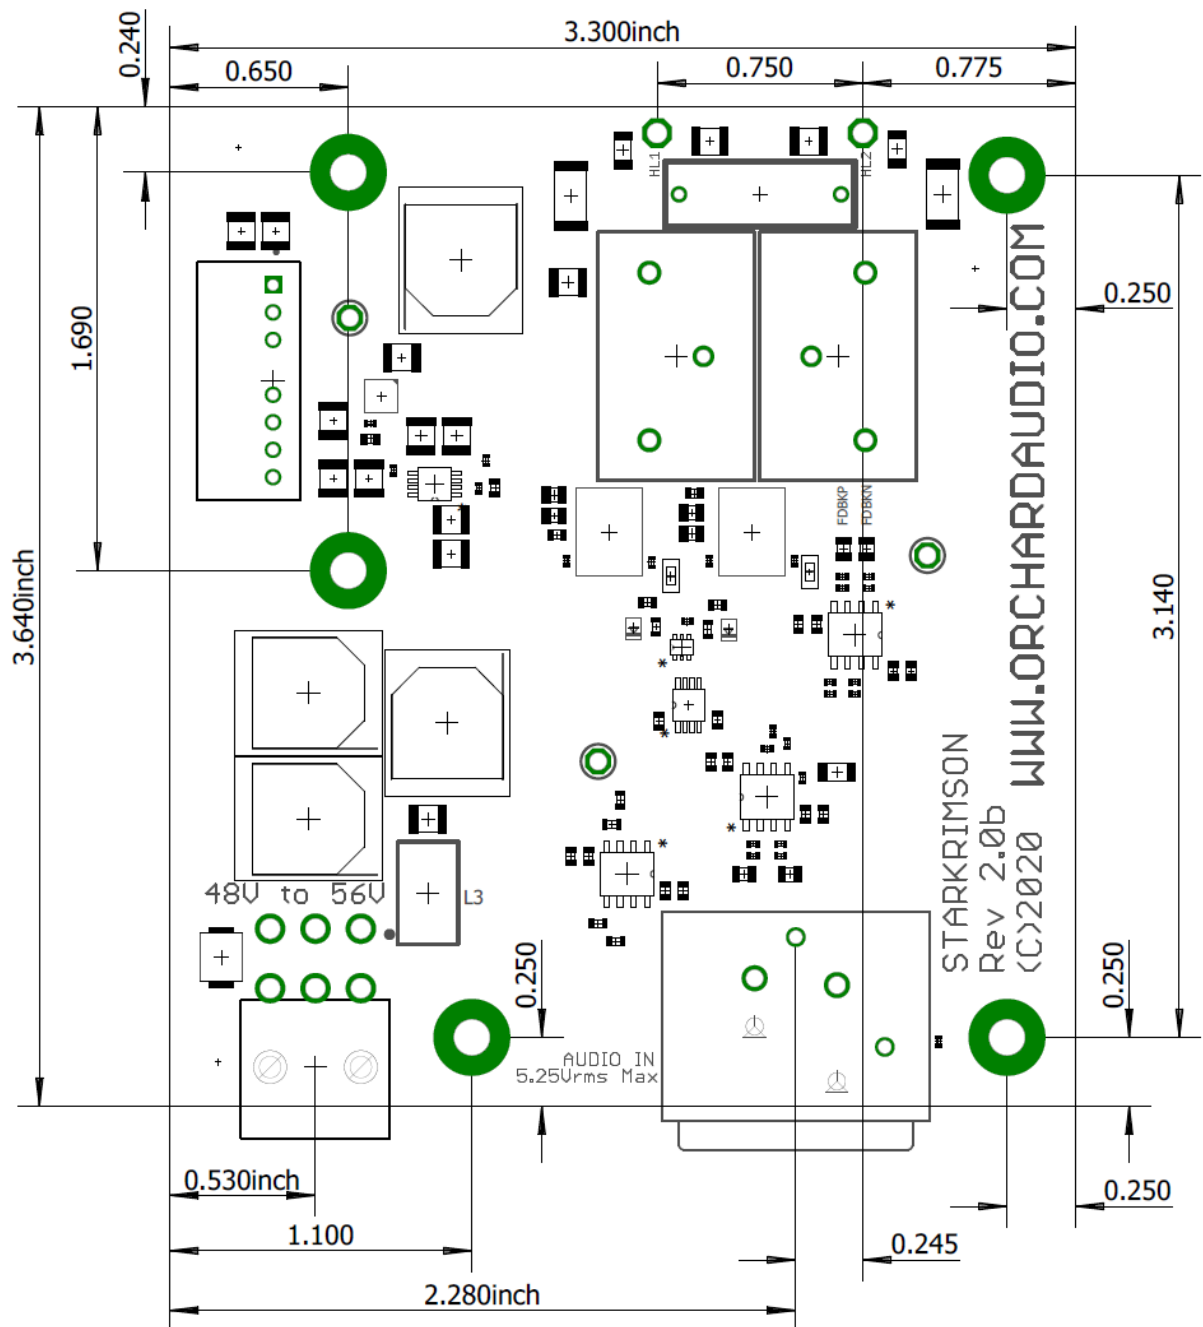 3.300inch
0.240
0.650
0.750
0.775
HL1
HL2
0.250
1.690
WWW.ORCHARDAUDIO.COM
FDBKP
FDBKN
*
3.640inch
3.140
*
*
*
*
*
STARKRIMSON
Rev 2.0b
(C)2020
48V to 56V
L3
0.250
0.250
AUDIO IN
5.25Vrms Max
0.530inch
0.250
1.100
0.245
2.280inch